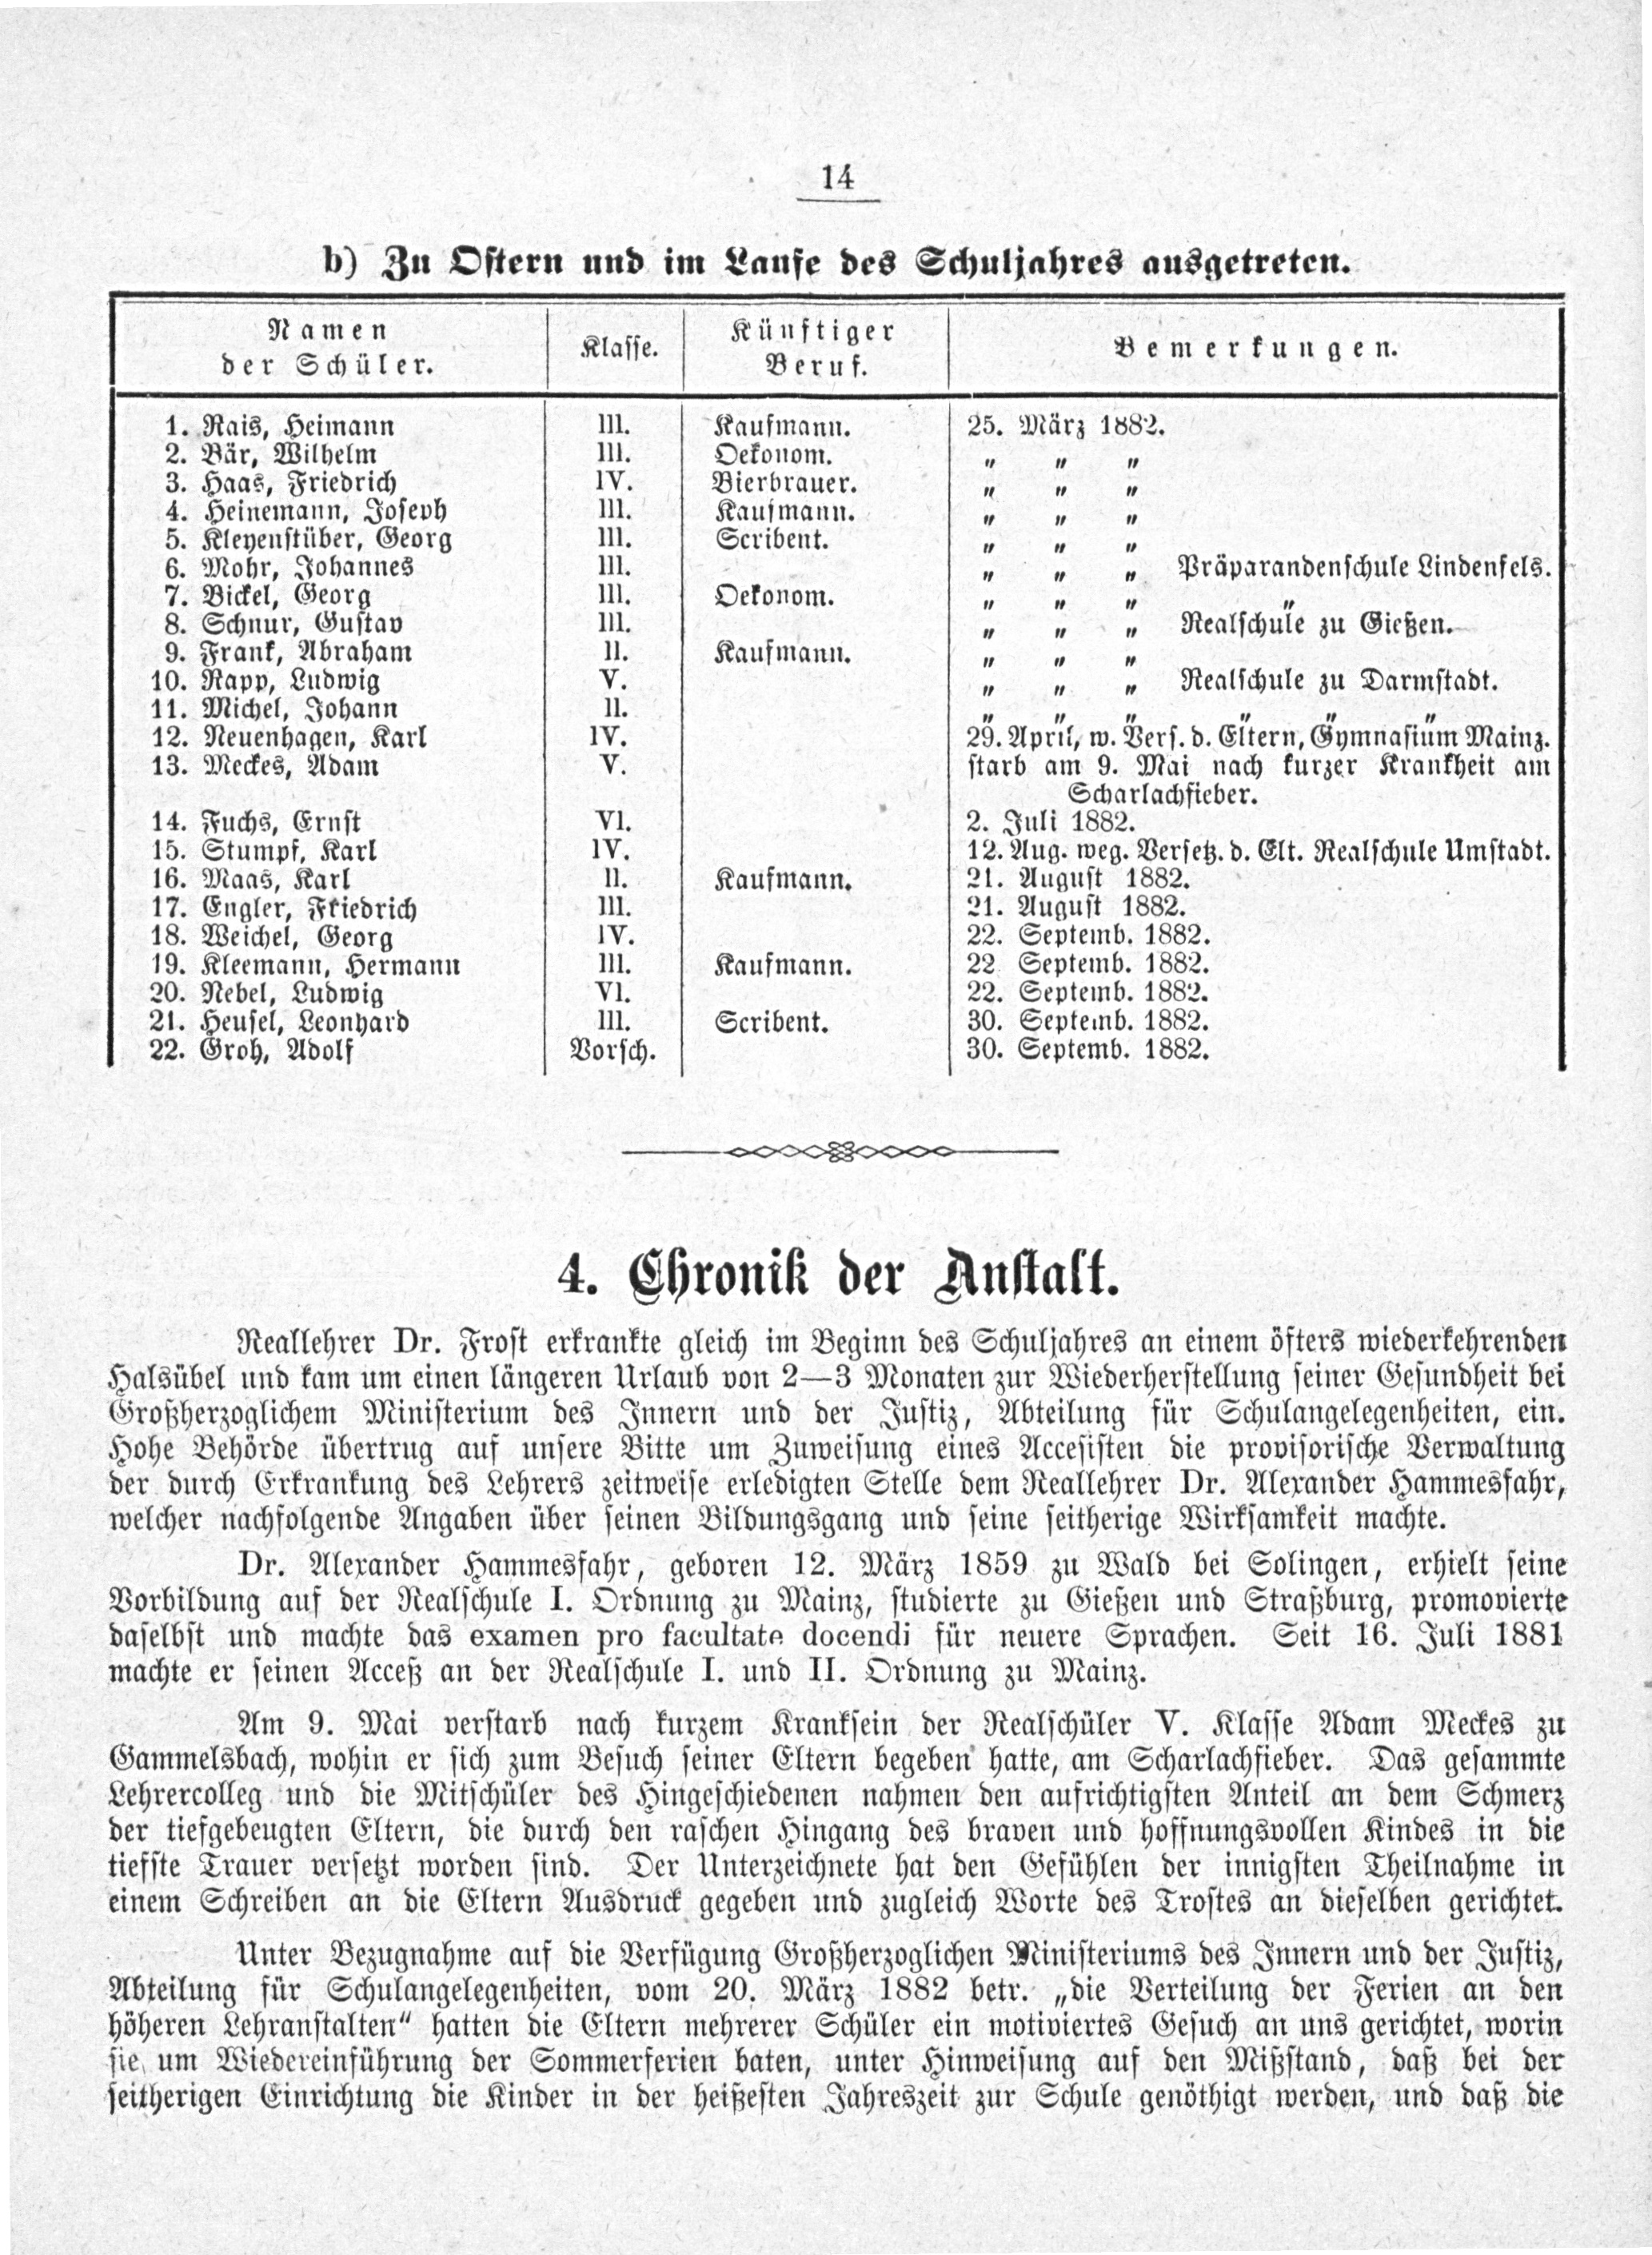 14
b) Zu Ostern und im Laufe des Schuljahres ausgetreten.
Namen der Schüler. Klasse. Künftiger Beruf. Bemerkungen.
1. Rais, Heimann III. Kaufmann. 25. März 1882.
2. Bär, Wilhelm III. Oekonom. " " "
3. Haas, Friedrich IV. Bierbrauer. " " "
4. Heinemann, Joseph III. Kaufmann. " " "
5. Kleyenstüber, Georg III. Scribent. " " "
6. Mohr, Johannes III. " " " Präparandenschule Lindenfels.
7. Bickel, Georg III. Oekonom. " " " "
8. Schnur, Gustav III. " " " Realschule zu Gießen.
9. Frank, Abraham II. Kaufmann. " " "
10. Rapp, Ludwig V. " " " Realschule zu Darmstadt.
11. Michel, Johann II. " " " " " "
12. Neuenhagen, Karl IV. 29. April, w. Vers. d. Eltern, Gymnasium Mainz.
13. Meckes, Adam V. starb am 9. Mai nach kurzer Krankheit am
Scharlachfieber.
14. Fuchs, Ernst VI. 2. Juli 1882.
15. Stumpf, Karl IV. 12. Aug. weg. Versetz. d. Elt. Realschule Umstadt.
16. Maas, Karl II. Kaufmann. 21. August 1882.
17. Engler, Friedrich III. 21. August 1882.
18. Weichel, Georg IV. 22. Septemb. 1882.
19. Kleemann, Hermann III. Kaufmann. 22 Septemb. 1882.
20. Nebel, Ludwig VI. 22. Septemb. 1882.
21. Heusel, Leonhard III. Scribent. 30. Septemb. 1882.
22. Groh, Adolf Vorsch. 30. Septemb. 1882.
4. Chronik der Anstalt.
Reallehrer Dr. Frost erkrankte gleich im Beginn des Schuljahres an einem öfters wiederkehrenden
Halsübel und kam um einen längeren Urlaub von 2—3 Monaten zur Wiederherstellung seiner Gesundheit bei
Großherzoglichem Ministerium des Innern und der Justiz, Abteilung für Schulangelegenheiten, ein.
Hohe Behörde übertrug auf unsere Bitte um Zuweisung eines Accesisten die provisorische Verwaltung
der durch Erkrankung des Lehrers zeitweise erledigten Stelle dem Reallehrer Dr. Alexander Hammesfahr,
welcher nachfolgende Angaben über seinen Bildungsgang und seine seitherige Wirksamkeit machte.
Dr. Alexander Hammesfahr, geboren 12. März 1859 zu Wald bei Solingen, erhielt seine
Vorbildung auf der Realschule I. Ordnung zu Mainz, studierte zu Gießen und Straßburg, promovierte
daselbst und machte das examen pro facultate docendi für neuere Sprachen. Seit 16. Juli 1881
machte er seinen Acceß an der Realschule I. und II. Ordnung zu Mainz.
Am 9. Mai verstarb nach kurzem Kranksein der Realschüler V. Klasse Adam Meckes zu
Gammelsbach, wohin er sich zum Besuch seiner Eltern begeben hatte, am Scharlachfieber. Das gesammte
Lehrercolleg und die Mitschüler des Hingeschiedenen nahmen den aufrichtigsten Anteil an dem Schmerz
der tiefgebeugten Eltern, die durch den raschen Hingang des braven und hoffnungsvollen Kindes in die
tiefste Trauer versetzt worden sind. Der Unterzeichnete hat den Gefühlen der innigsten Theilnahme in
einem Schreiben an die Eltern Ausdruck gegeben und zugleich Worte des Trostes an dieselben gerichtet.
Unter Bezugnahme auf die Verfügung Großherzoglichen Ministeriums des Innern und der Justiz,
Abteilung für Schulangelegenheiten, vom 20. März 1882 betr. „die Verteilung der Ferien an den
höheren Lehranstalten“ hatten die Eltern mehrerer Schüler ein motiviertes Gesuch an uns gerichtet, worin
sie um Wiedereinführung der Sommerferien baten, unter Hinweisung auf den Mißstand, daß bei der
seitherigen Einrichtung die Kinder in der heißesten Jahreszeit zur Schule genöthigt werden, und daß die